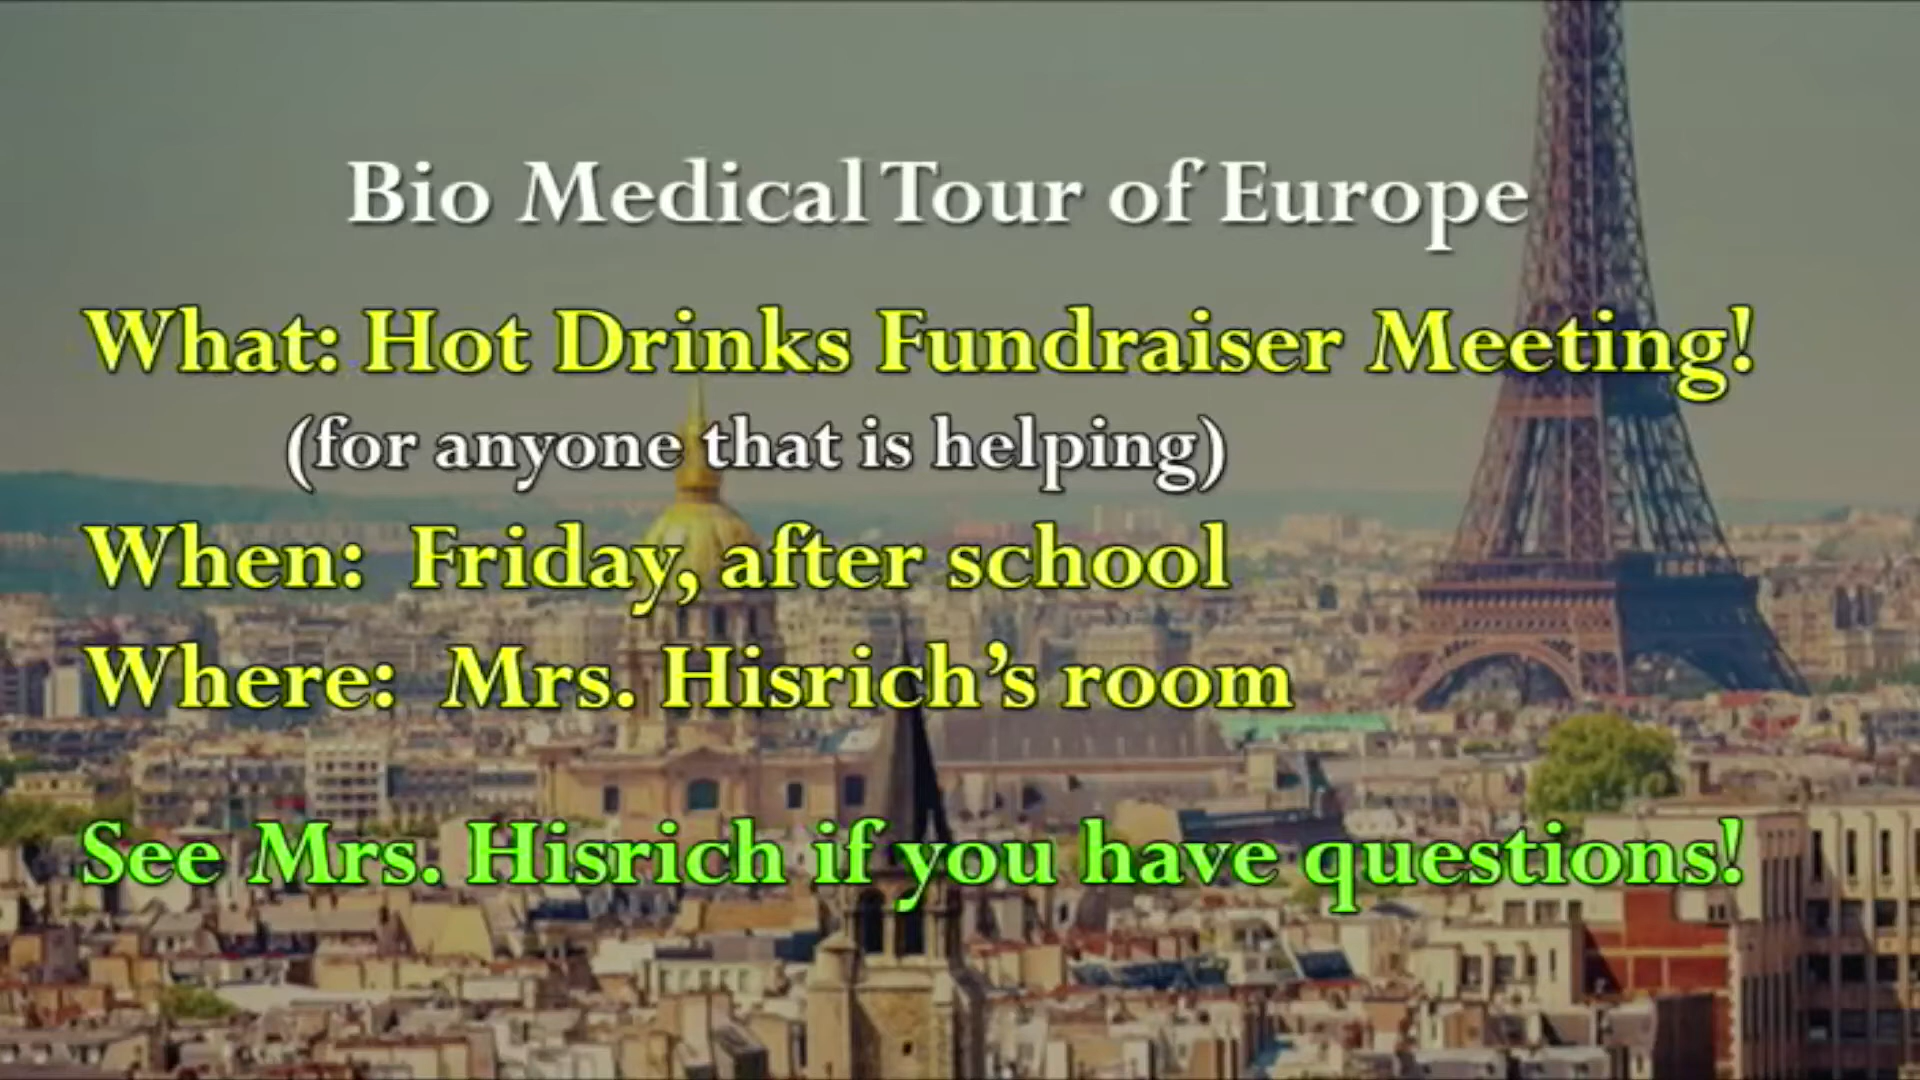 Bio Medical Tour of Europe
What: Hot Drinks Fundraiser Meeting!
(for anyone that is helping)
When: Friday, after school
Where: Mrs. Hisrich’s room
See Mrs. Hisrich if you have questions!